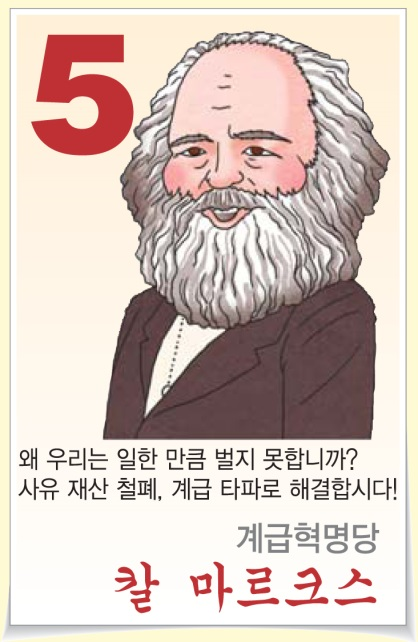 5
왜 우리는 일한 만큼 벌지 못합니까?
사유 재산 철폐, 계급 타파로 해결합시다!
계급혁명당
칼 마르크스